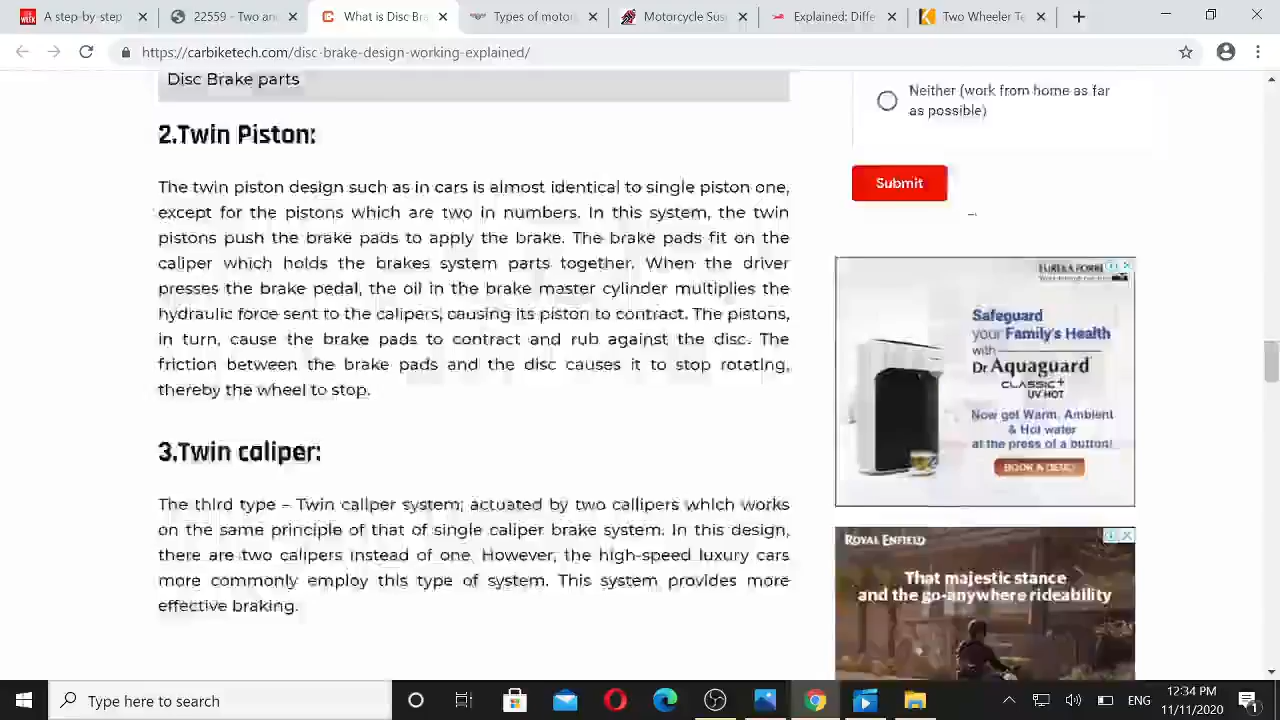 A step-by-step
22559 - Two an
What is Disc Br
Types of motor
Motorcycle Sus
Explained: Diffe
Two Wheeler Te
https://carbiketech.com/disc-brake-design-working-explained/
Disc Brake parts
2.Twin Piston:
The twin piston design such as in cars is almost identical to single piston one,
except for the pistons which are two in numbers. In this system, the twin
pistons push the brake pads to apply the brake. The brake pads fit on the
caliper which holds the brakes system parts together. When the driver
presses the brake pedal, the oil in the brake master cylinder multiplies the
hydraulic force sent to the calipers, causing its piston to contract. The pistons,
in turn, cause the brake pads to contract and rub against the disc. The
friction between the brake pads and the disc causes it to stop rotating,
thereby the wheel to stop.
3.Twin caliper:
The third type – Twin caliper system; actuated by two callipers which works
on the same principle of that of single caliper brake system. In this design,
there are two calipers instead of one. However, the high-speed luxury cars
more commonly employ this type of system. This system provides more
effective braking.
Neither (work from home as far
as possible)
Submit
EUREKA FORBES
Safeguard
your Family's Health
with
Dr. Aquaguard
CLASSIC+
UV HOT
Now get Warm, Ambient
& Hot water
at the press of a button!
BOOK A DEMO
ROYAL ENFIELD
That majestic stance
and the go-anywhere rideability
Type here to search
ENG
12:34 PM
11/11/2020
1